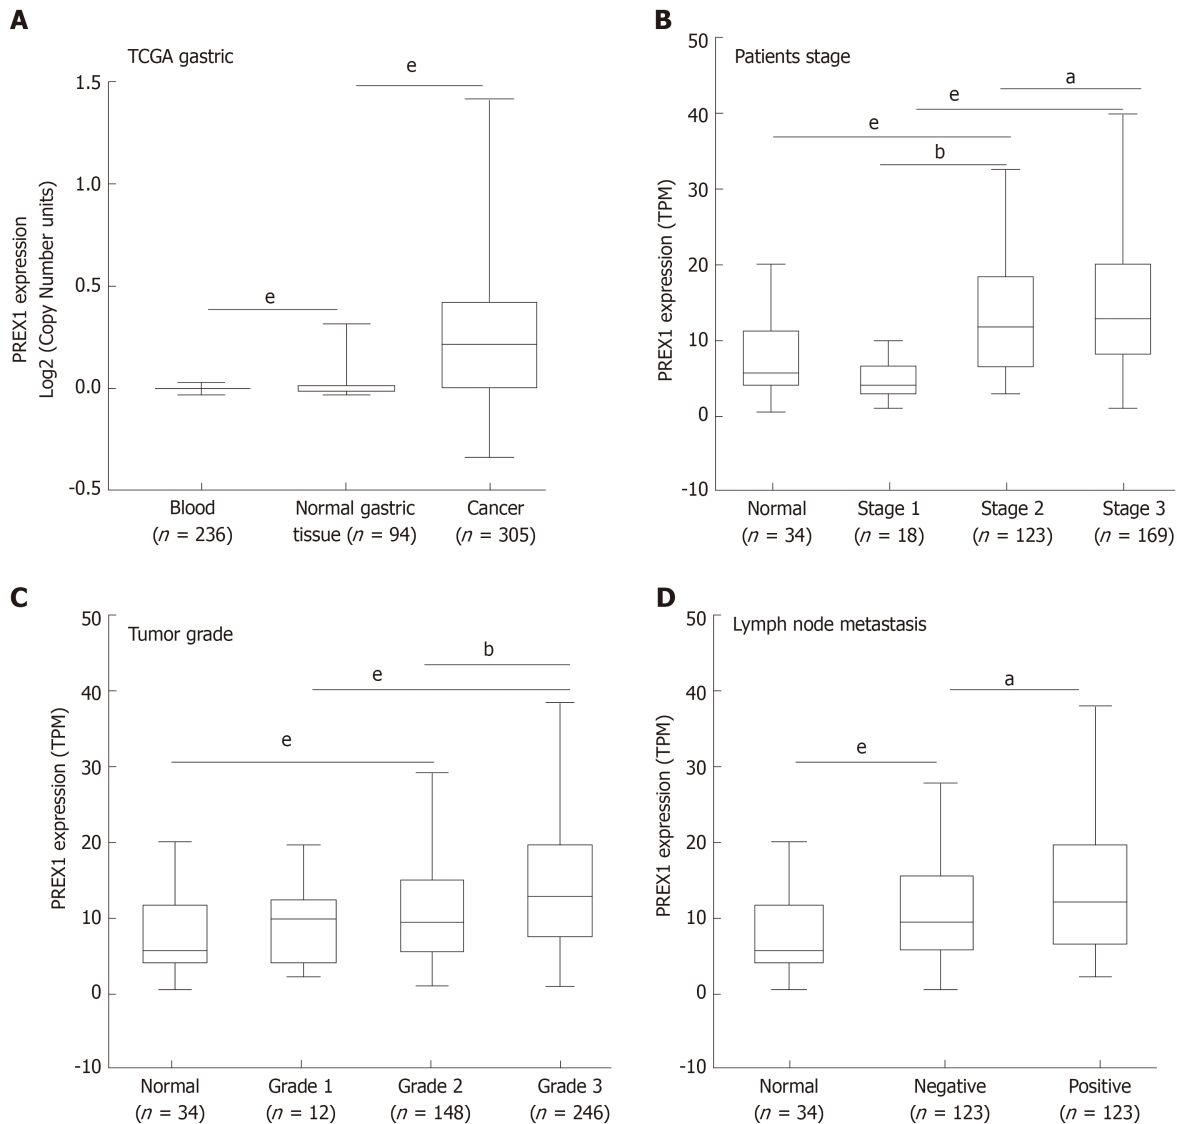 A
TCGA gastric
PREX1 expression
Log2 (Copy Number units)
1.5
1.0
0.5
0.0
-0.5
e
e
Blood
(n = 236)
Normal gastric
tissue (n = 94)
Cancer
(n = 305)
B
Patients stage
PREX1 expression (TPM)
50
40
30
20
10
0
-10
a
e
e
b
Normal
(n = 34)
Stage 1
(n = 18)
Stage 2
(n = 123)
Stage 3
(n = 169)
C
Tumor grade
PREX1 expression (TPM)
50
40
30
20
10
0
-10
b
e
e
Normal
(n = 34)
Grade 1
(n = 12)
Grade 2
(n = 148)
Grade 3
(n = 246)
D
Lymph node metastasis
PREX1 expression (TPM)
50
40
30
20
10
0
-10
a
e
Normal
(n = 34)
Negative
(n = 123)
Positive
(n = 123)